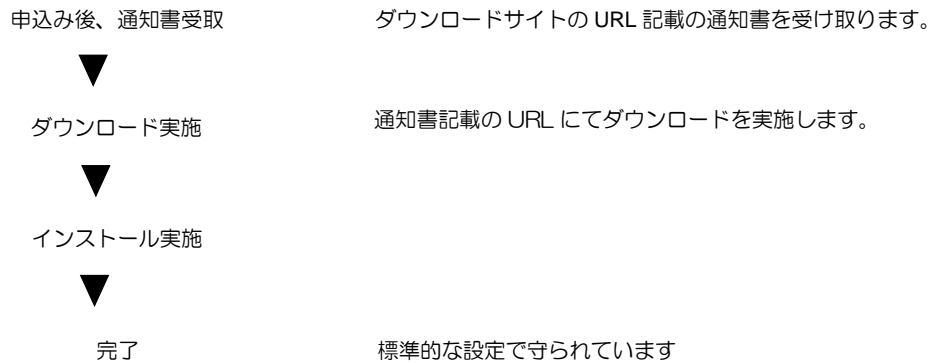 申込み後、通知書受取 ダウンロードサイトの URL 記載の通知書を受け取ります。
ダウンロード実施 通知書記載の URL にてダウンロードを実施します。
インストール実施
完了 標準的な設定で守られています